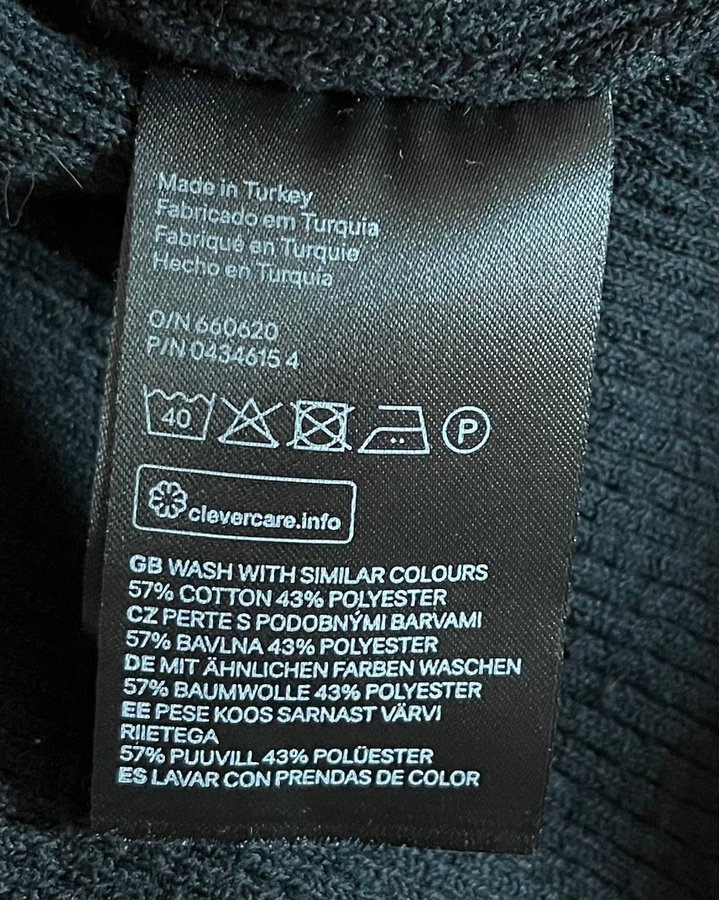 Made in Turkey
Fabricado em Turquia
Fabriqué en Turquie
Hecho en Turquía
O/N 660620
P/N 0434615 4
40
P
clevercare.info
GB WASH WITH SIMILAR COLOURS
57% COTTON 43% POLYESTER
CZ PERTE S PODOBNÝMI BARVAMI
57% BAVLNA 43% POLYESTER
DE MIT ÄHNLICHEN FARBEN WASCHEN
57% BAUMWOLLE 43% POLYESTER
EE PESE KOOS SARNAST VÄRVI
RIIETEGA
57% PUUVILL 43% POLÜESTER
ES LAVAR CON PRENDAS DE COLOR